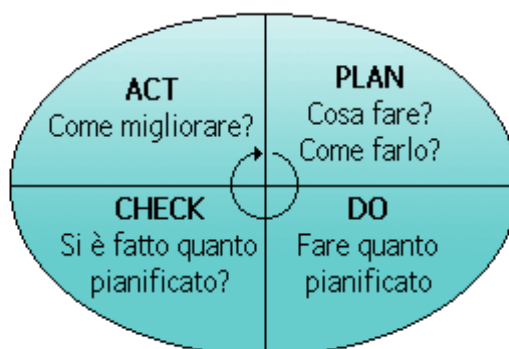 ACT
Come migliorare?
PLAN
Cosa fare?
Come farlo?
CHECK
Si è fatto quanto
pianificato?
DO
Fare quanto
pianificato